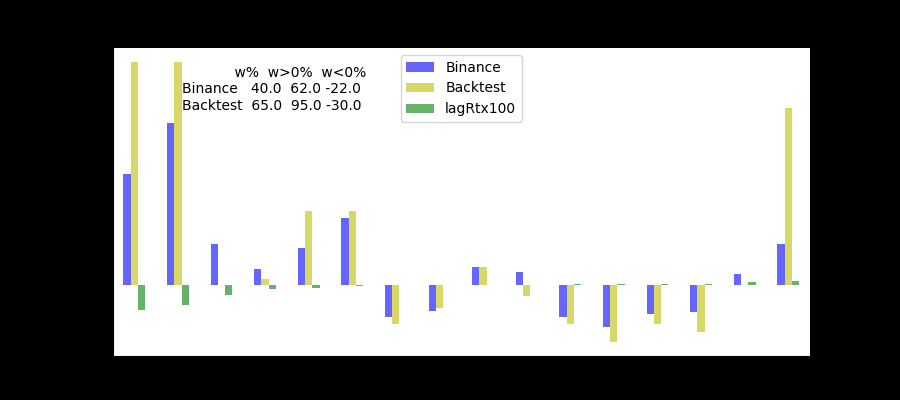 w% w>0% w<0%
Binance 40.0 62.0 -22.0
Backtest 65.0 95.0 -30.0
Binance
Backtest
lagRtx100